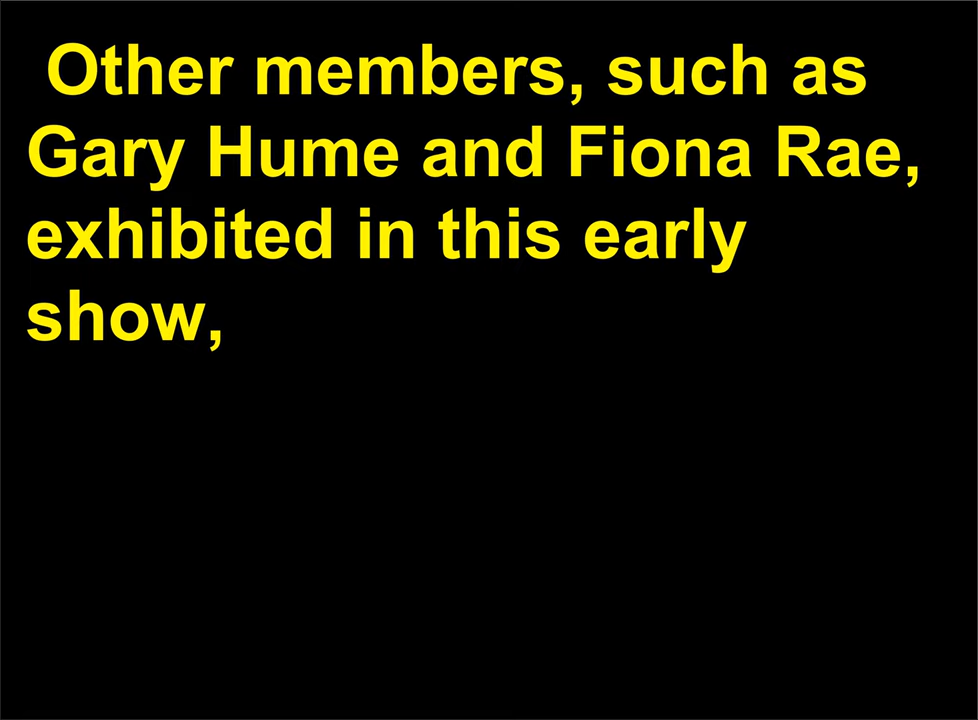 Other members, such as
Gary Hume and Fiona Rae,
exhibited in this early
show,